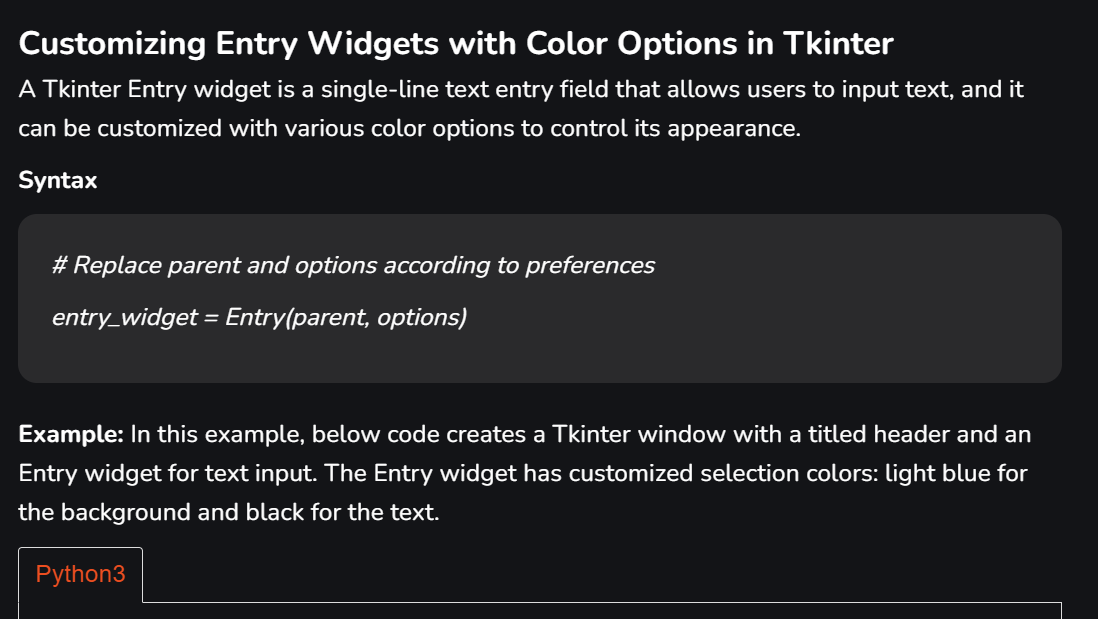 Customizing Entry Widgets with Color Options in Tkinter
A Tkinter Entry widget is a single-line text entry field that allows users to input text, and it
can be customized with various color options to control its appearance.
Syntax
# Replace parent and options according to preferences
entry_widget = Entry(parent, options)
Example: In this example, below code creates a Tkinter window with a titled header and an
Entry widget for text input. The Entry widget has customized selection colors: light blue for
the background and black for the text.
Python3